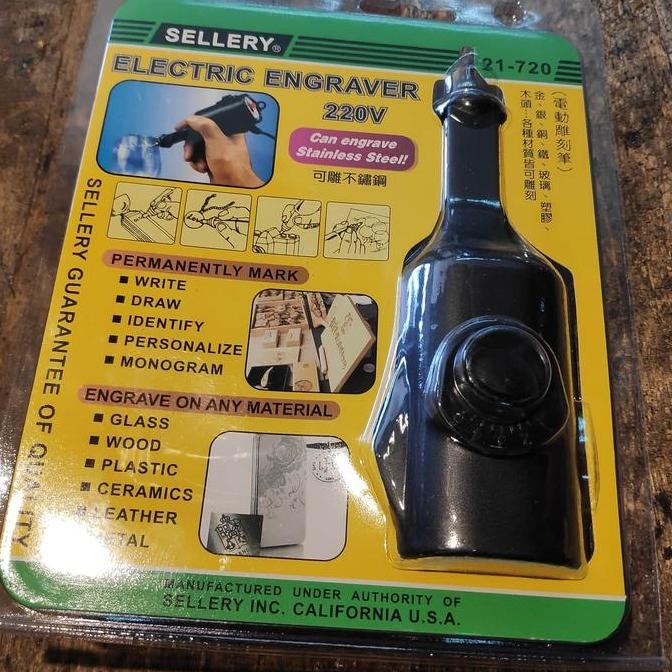 SELLERY®
21-720
ELECTRIC ENGRAVER
220V
Can engrave
Stainless Steel!
可雕不鏽鋼
(電動雕刻筆)
金、銀、銅、鐵、玻璃、塑膠、
木頭…各種材質皆可雕刻
SELLERY GUARANTEE OF QUALITY
PERMANENTLY MARK
■ WRITE
■ DRAW
■ IDENTIFY
■ PERSONALIZE
■ MONOGRAM
ENGRAVE ON ANY MATERIAL
■ GLASS
■ WOOD
■ PLASTIC
■ CERAMICS
■ LEATHER
METAL
MANUFACTURED UNDER AUTHORITY OF
SELLERY INC. CALIFORNIA U.S.A.